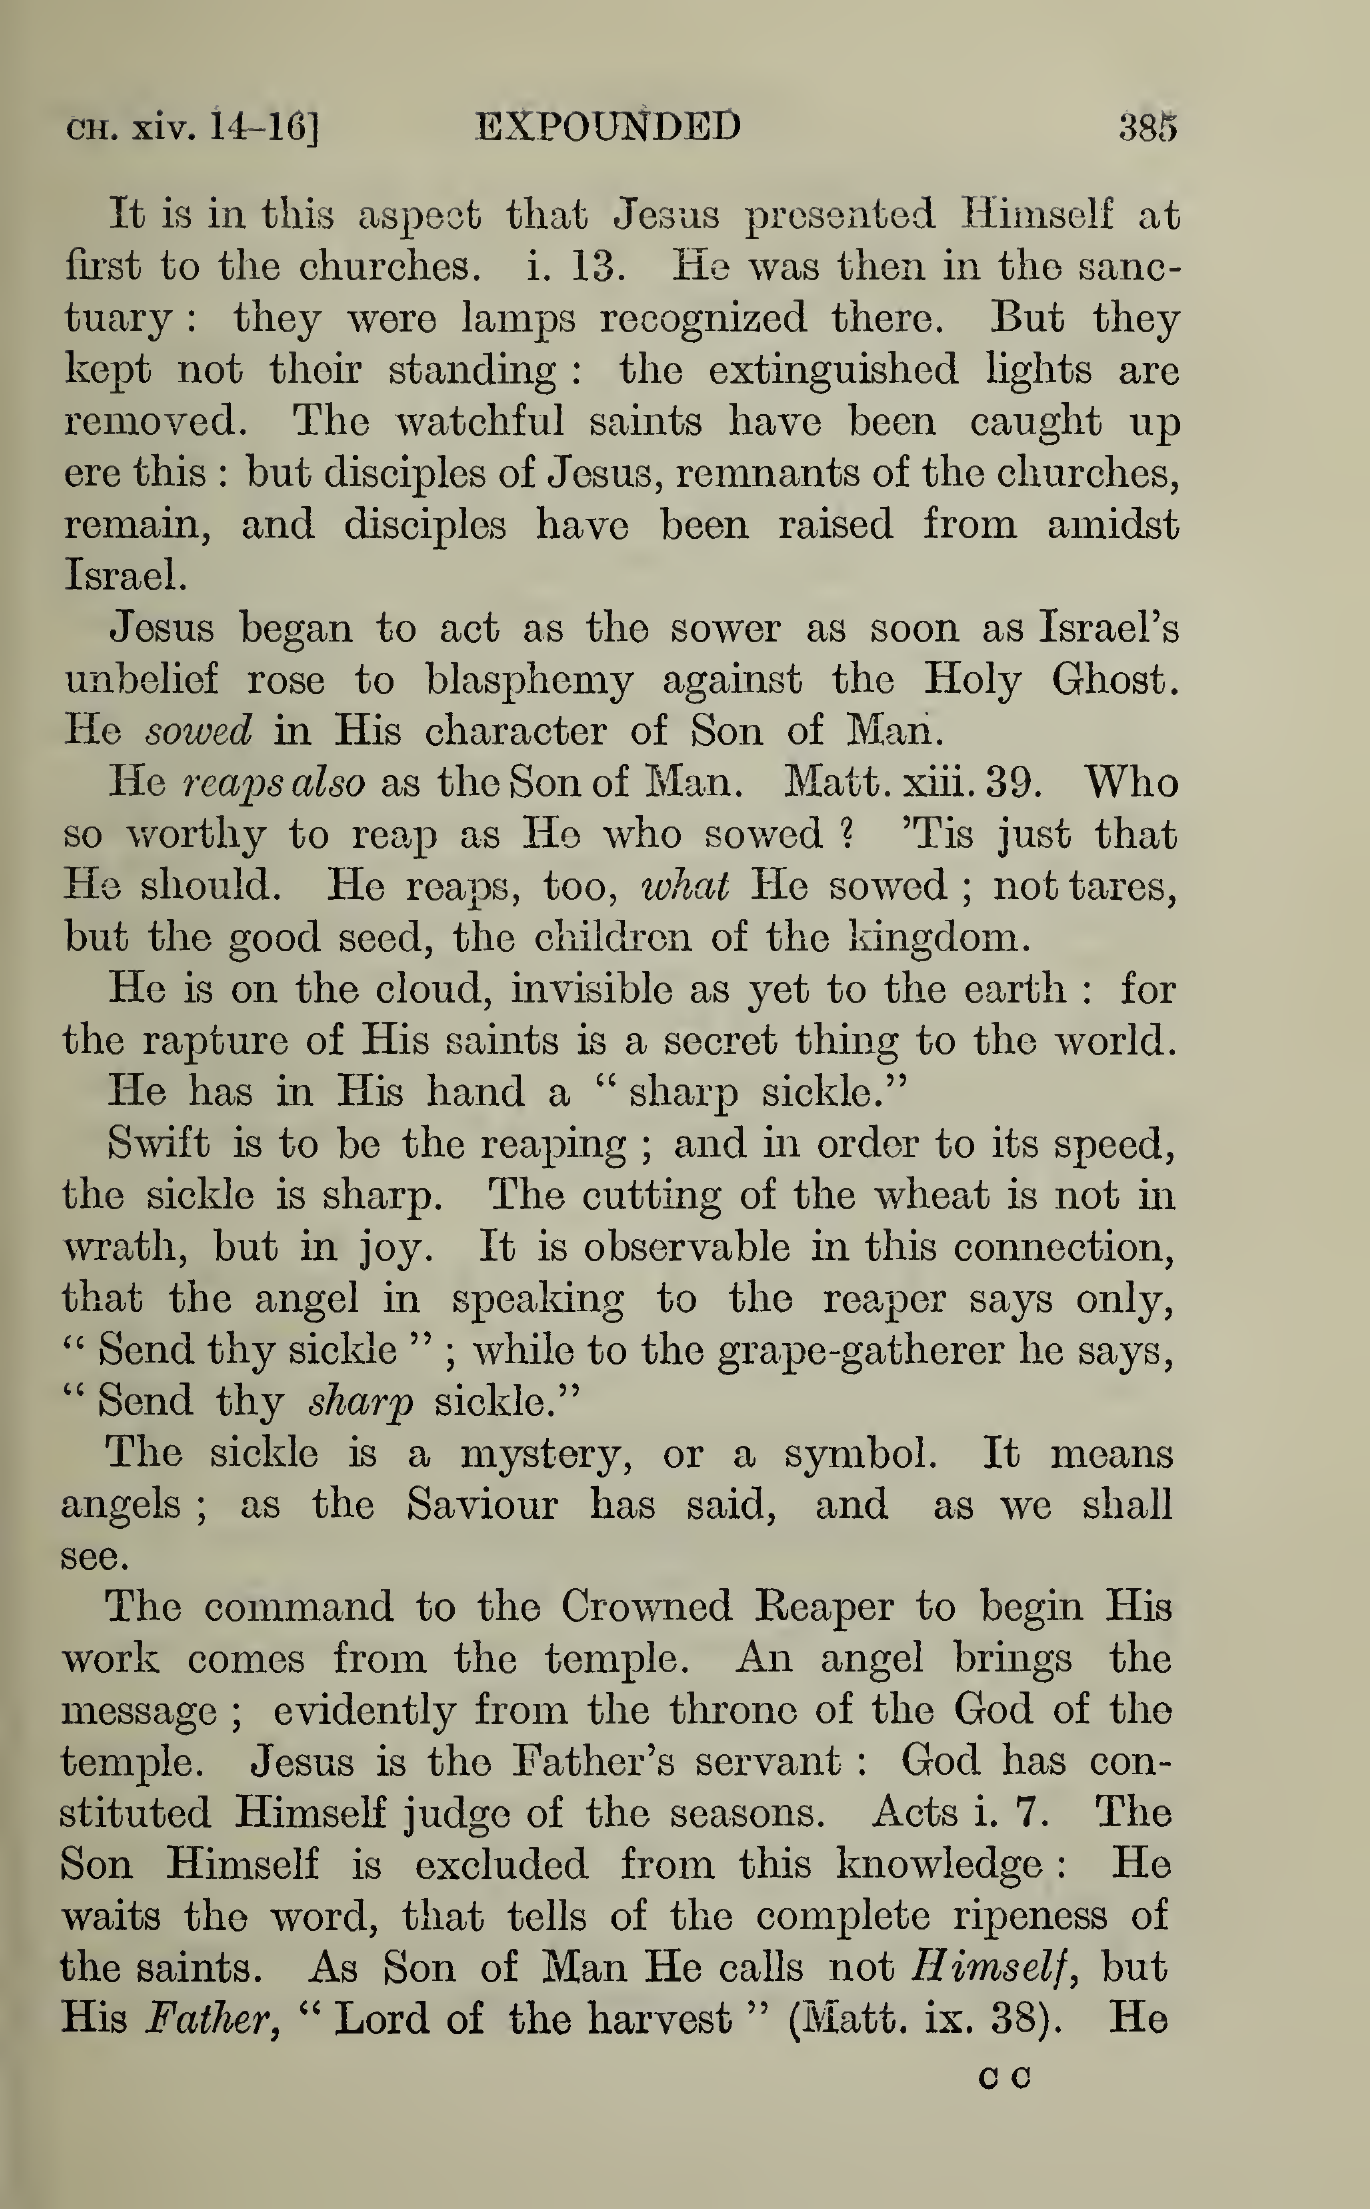 CH. xiv. 14-16] EXPOUNDED 385
It is in this aspect that Jesus presented Himself at
first to the churches. i. 13. He was then in the sanc-
tuary : they were lamps recognized there. But they
kept not their standing : the extinguished lights are
removed. The watchful saints have been caught up
ere this : but disciples of Jesus, remnants of the churches,
remain, and disciples have been raised from amidst
Israel.
Jesus began to act as the sower as soon as Israel’s
unbelief rose to blasphemy against the Holy Ghost.
He sowed in His character of Son of Man.
He reaps also as the Son of Man. Matt. xiii. 39. Who
so worthy to reap as He who sowed ? ’Tis just that
He should. He reaps, too, what He sowed ; not tares,
but the good seed, the children of the kingdom.
He is on the cloud, invisible as yet to the earth : for
the rapture of His saints is a secret thing to the world.
He has in His hand a “ sharp sickle.”
Swift is to be the reaping ; and in order to its speed,
the sickle is sharp. The cutting of the wheat is not in
wrath, but in joy. It is observable in this connection,
that the angel in speaking to the reaper says only,
“ Send thy sickle ” ; while to the grape-gatherer he says,
“ Send thy sharp sickle.”
The sickle is a mystery, or a symbol. It means
angels ; as the Saviour has said, and as we shall
see.
The command to the Crowned Reaper to begin His
work comes from the temple. An angel brings the
message ; evidently from the throne of the God of the
temple. Jesus is the Father’s servant : God has con-
stituted Himself judge of the seasons. Acts i. 7. The
Son Himself is excluded from this knowledge : He
waits the word, that tells of the complete ripeness of
the saints. As Son of Man He calls not Himself, but
His Father, “ Lord of the harvest ” (Matt. ix. 38). He
C C